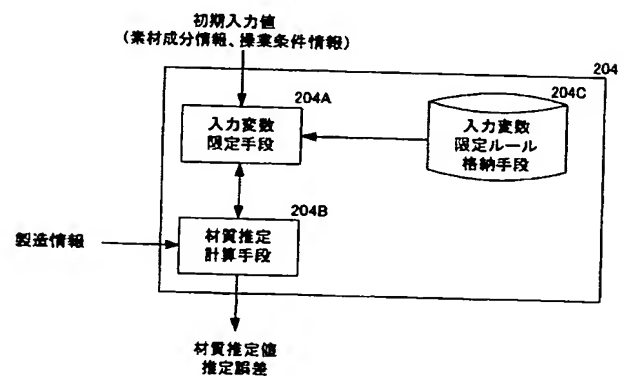 初期入力値
(素材成分情報、操業条件情報)
204
204A
入力変数
限定手段
204C
入力変数
限定ルール
格納手段
204B
製造情報
材質推定
計算手段
材質推定値
推定誤差